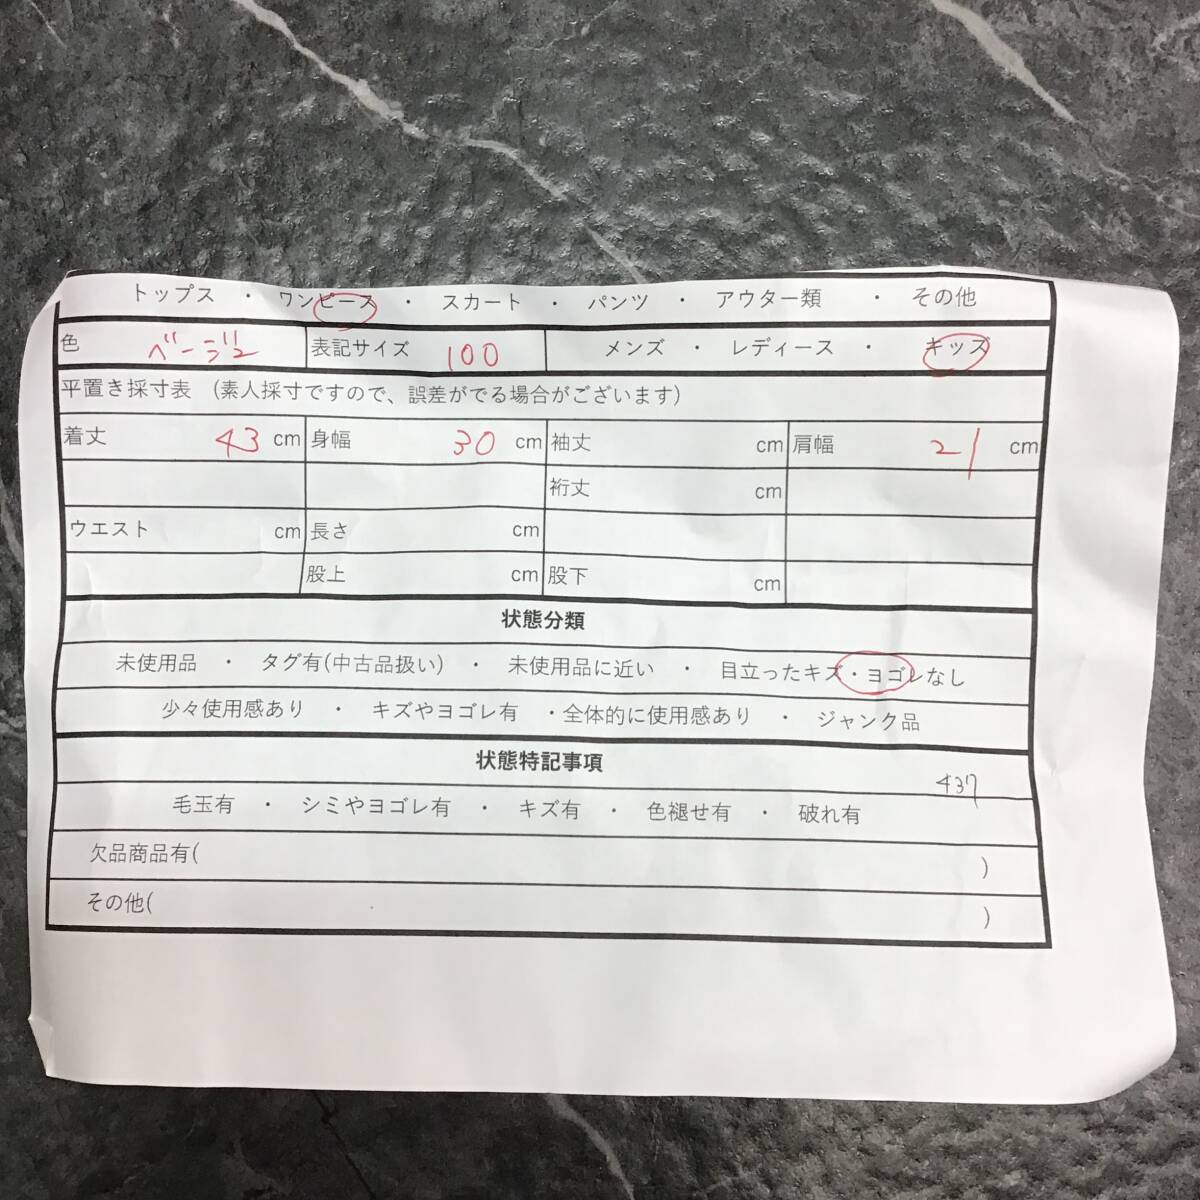 トップス ・ ワンピース ・ スカート ・ パンツ ・ アウター類 ・ その他
色 ベージュ 表記サイズ 100 メンズ ・ レディース ・ キッズ
平置き採寸表 (素人採寸ですので、誤差がでる場合がございます)
着丈 43 cm 身幅 30 cm 袖丈 cm 肩幅 21 cm
裄丈 cm
ウエスト cm 長さ cm
股上 cm 股下 cm
状態分類
未使用品 ・ タグ有(中古品扱い) ・ 未使用品に近い ・ 目立ったキズ・ヨゴレなし
少々使用感あり ・ キズやヨゴレ有 ・全体的に使用感あり ・ ジャンク品
状態特記事項
437
毛玉有 ・ シミやヨゴレ有 ・ キズ有 ・ 色褪せ有 ・ 破れ有
欠品商品有( )
その他( )